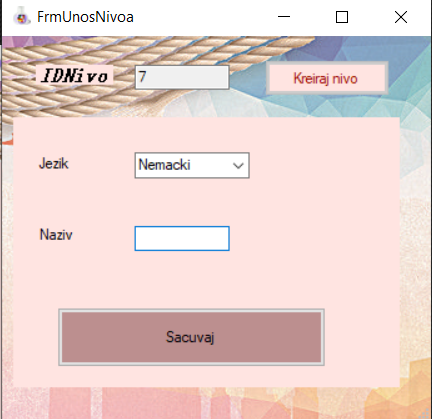 FrmUnosNivoa
IDNivo 7 Kreiraj nivo
Jezik Nemacki
Naziv
Sacuvaj